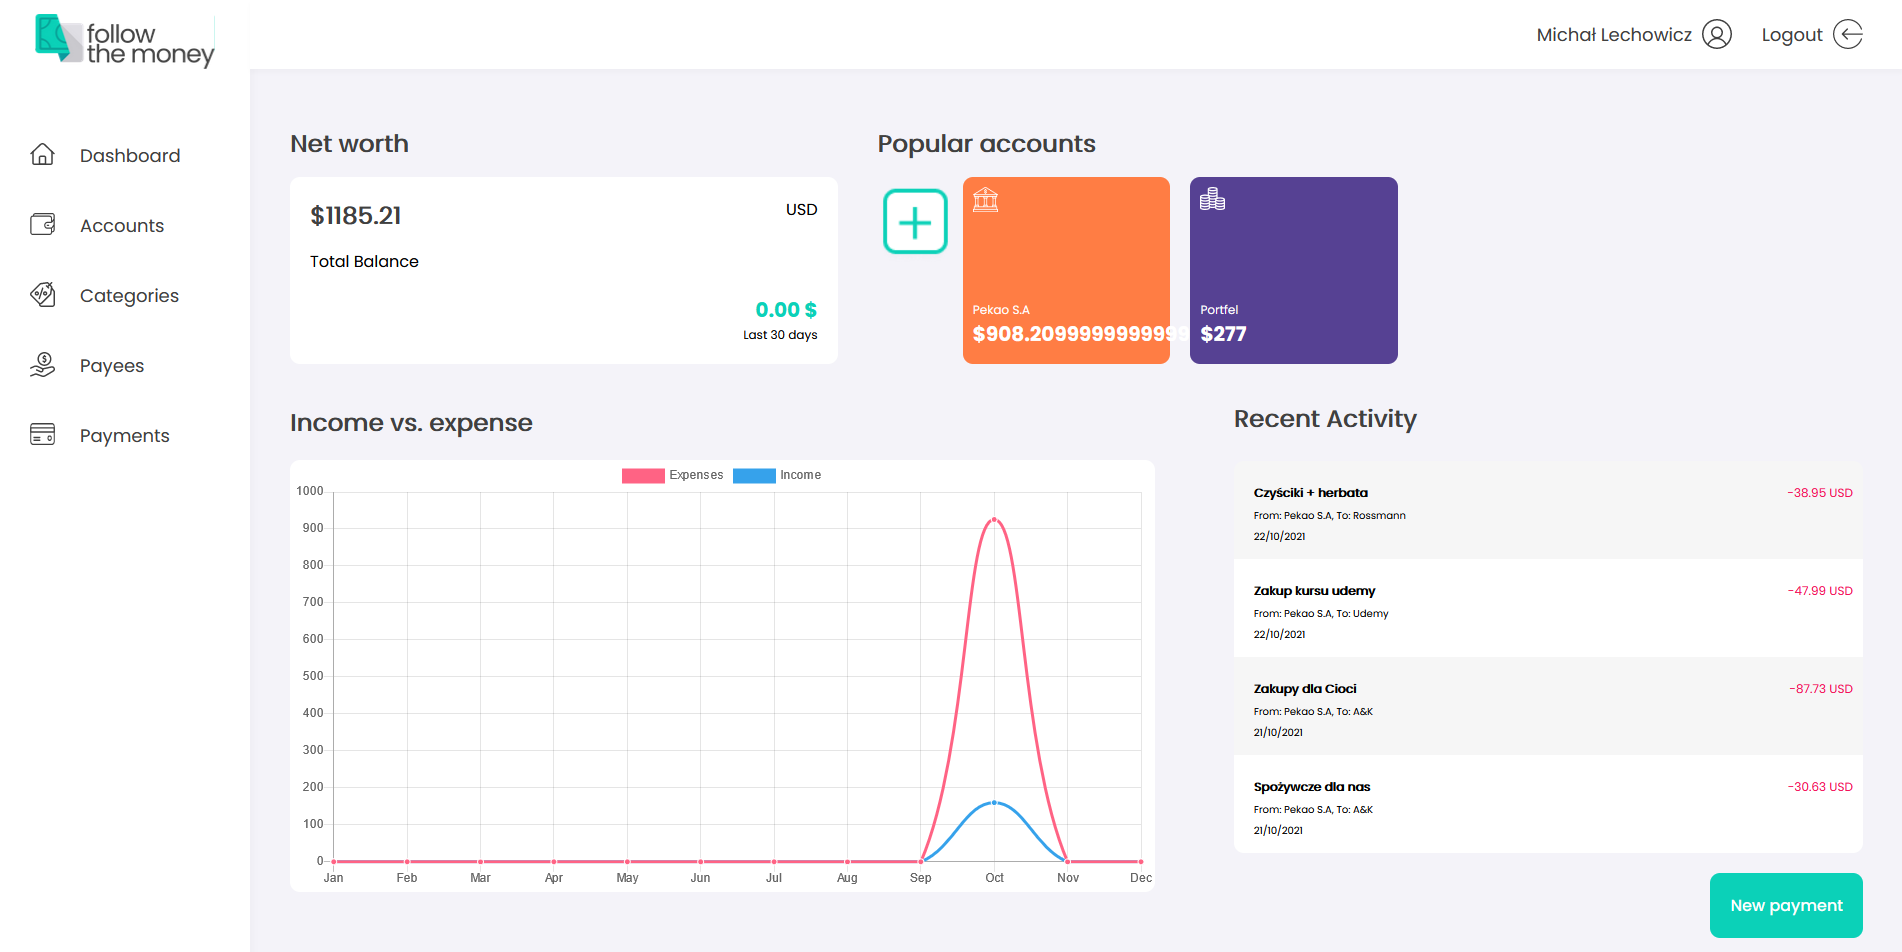 follow
the money
Michał Lechowicz
Logout
Dashboard
Accounts
Categories
Payees
Payments
Net worth
$1185.21
USD
Total Balance
0.00 $
Last 30 days
Popular accounts
Pekao S.A
$908.2099999999999
Portfel
$277
Income vs. expense
Expenses
Income
1000
900
800
700
600
500
400
300
200
100
0
Jan Feb Mar Apr May Jun Jul Aug Sep Oct Nov Dec
Recent Activity
Czyściki + herbata
-38.95 USD
From: Pekao S.A, To: Rossmann
22/10/2021
Zakup kursu udemy
-47.99 USD
From: Pekao S.A, To: Udemy
22/10/2021
Zakupy dla Cioci
-87.73 USD
From: Pekao S.A, To: A&K
21/10/2021
Spożywcze dla nas
-30.63 USD
From: Pekao S.A, To: A&K
21/10/2021
New payment